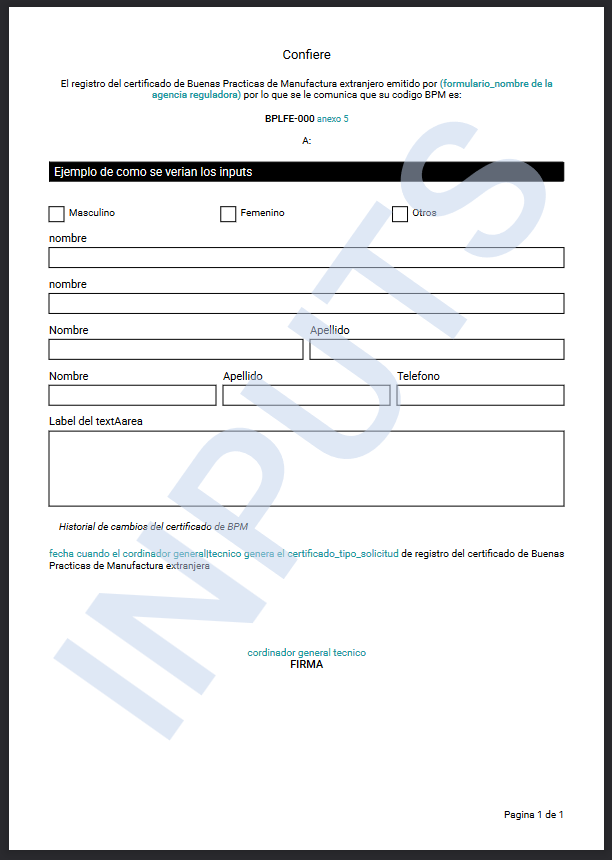 Confiere
El registro del certificado de Buenas Practicas de Manufactura extranjero emitido por (formulario_nombre de la
agencia reguladora) por lo que se le comunica que su codigo BPM es:
BPLFE-000 anexo 5
A:
Ejemplo de como se verian los inputs
Masculino Femenino Otros
nombre
nombre
Nombre Apellido
Nombre Apellido Telefono
Label del textAarea
Historial de cambios del certificado de BPM
fecha cuando el cordinador general|tecnico genera el certificado_tipo_solicitud de registro del certificado de Buenas
Practicas de Manufactura extranjera
cordinador general tecnico
FIRMA
Pagina 1 de 1
INPUTS